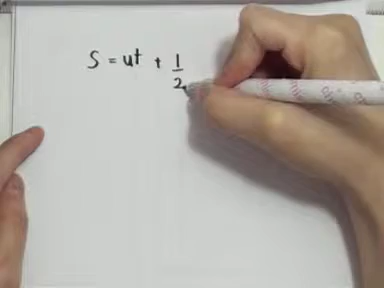 S = ut + 1/2